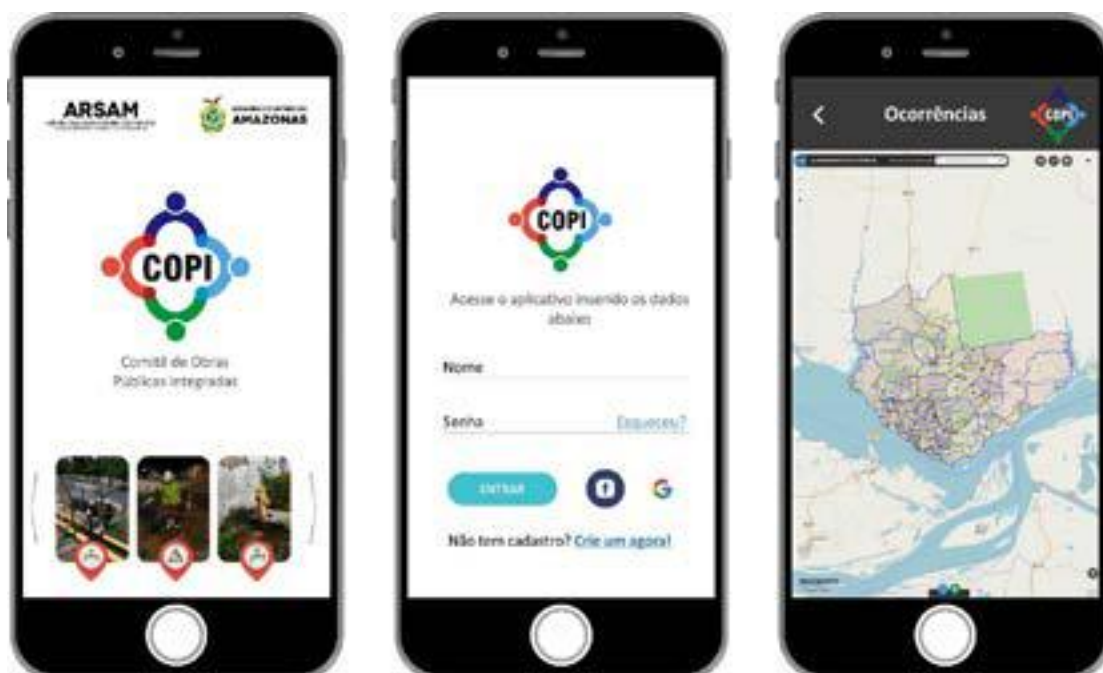 ARSAM
AMAZONAS
COPI
Comitê de Obras
Públicas Integradas
COPI
Acesse o aplicativo inserindo os dados
abaixo
Nome
Senha
Esqueceu?
ENTRAR
Não tem cadastro? Crie um agora!
Ocorrências
COPI